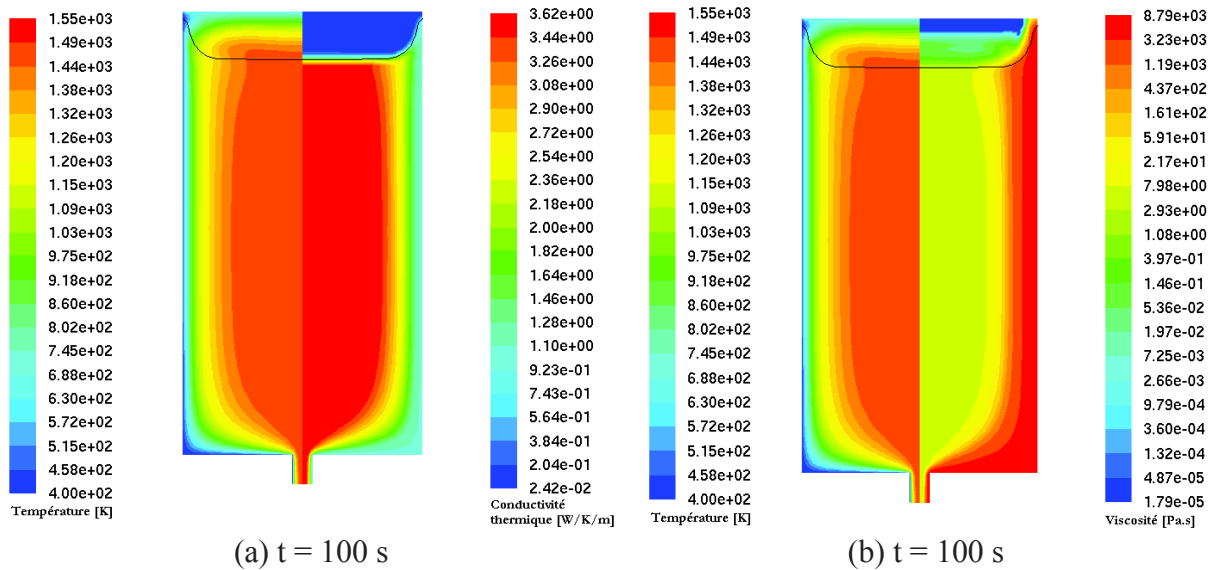 1.55e+03
1.49e+03
1.44e+03
1.38e+03
1.32e+03
1.26e+03
1.20e+03
1.15e+03
1.09e+03
1.03e+03
9.75e+02
9.18e+02
8.60e+02
8.02e+02
7.45e+02
6.88e+02
6.30e+02
5.72e+02
5.15e+02
4.58e+02
4.00e+02
Température [K]
3.62e+00
3.44e+00
3.26e+00
3.08e+00
2.90e+00
2.72e+00
2.54e+00
2.36e+00
2.18e+00
2.00e+00
1.82e+00
1.64e+00
1.46e+00
1.28e+00
1.10e+00
9.23e-01
7.43e-01
5.64e-01
3.84e-01
2.04e-01
2.42e-02
Conductivité
thermique [W/K/m]
(a) t = 100 s
1.55e+03
1.49e+03
1.44e+03
1.38e+03
1.32e+03
1.26e+03
1.20e+03
1.15e+03
1.09e+03
1.03e+03
9.75e+02
9.18e+02
8.60e+02
8.02e+02
7.45e+02
6.88e+02
6.30e+02
5.72e+02
5.15e+02
4.58e+02
4.00e+02
Température [K]
8.79e+03
3.23e+03
1.19e+03
4.37e+02
1.61e+02
5.91e+01
2.17e+01
7.98e+00
2.93e+00
1.08e+00
3.97e-01
1.46e-01
5.36e-02
1.97e-02
7.25e-03
2.66e-03
9.79e-04
3.60e-04
1.32e-04
4.87e-05
1.79e-05
Viscosité [Pa.s]
(b) t = 100 s